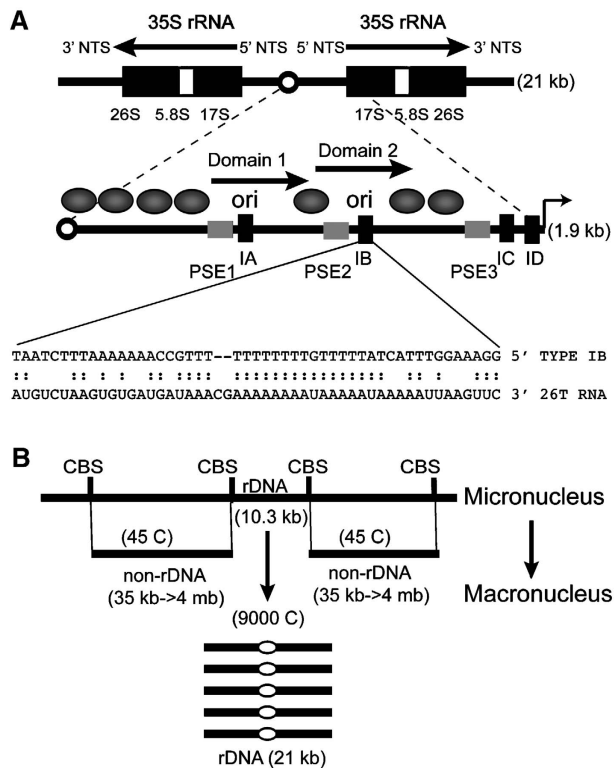 A
35S rRNA 35S rRNA
3′ NTS 5′ NTS 5′ NTS 3′ NTS
(21 kb)
26S 5.8S 17S 17S 5.8S 26S
Domain 1 Domain 2
ori ori
(1.9 kb)
PSE1 IA PSE2 IB PSE3 IC ID
TAATCTTTAAAAAAACCGTTT--TTTTTTTTGTTTTTATCATTTGGAAAGG 5′ TYPE IB
AUGUCUAAGUGUGAUGAUAAACGAAAAAAAAAUAAAAAUAAAAAUUAAGUUC 3′ 26T RNA
B
CBS CBS CBS CBS
rDNA
Micronucleus
(10.3 kb)
(45 C) (45 C)
non-rDNA non-rDNA
(35 kb->4 mb) (35 kb->4 mb)
Macronucleus
(9000 C)
rDNA (21 kb)